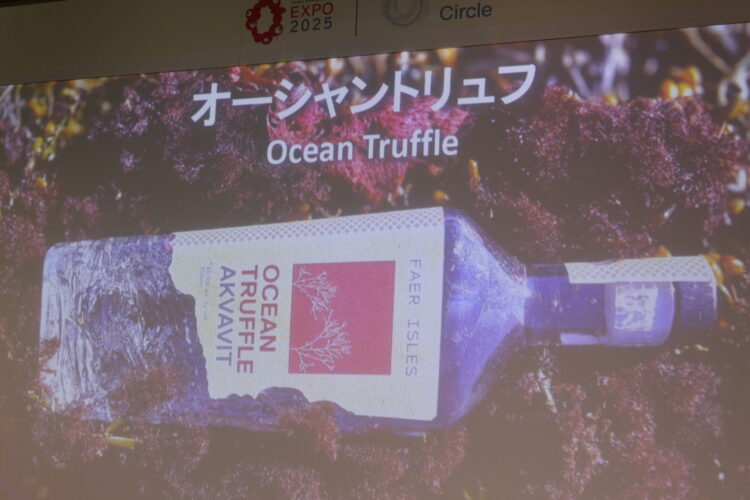 EXPO
2025
Circle
オーシャントリュフ
Ocean Truffle
OCEAN
TRUFFLE
AKVAVIT
FAER ISLES